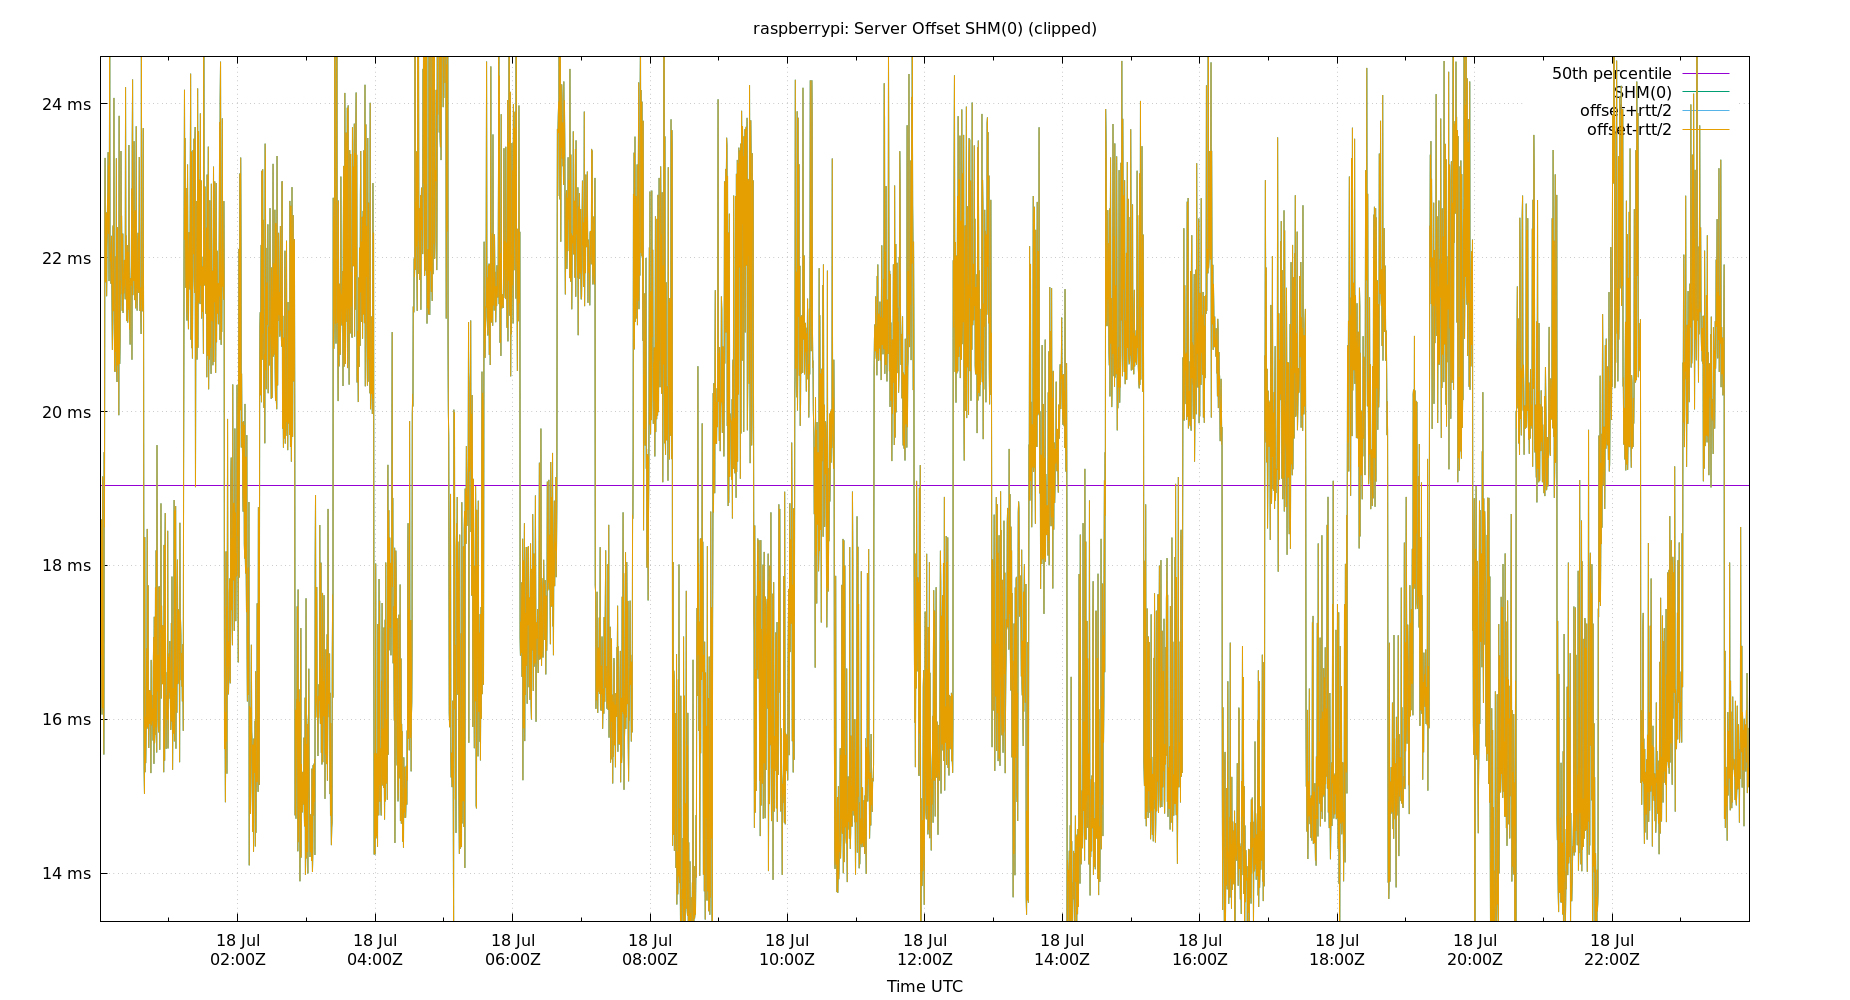 raspberrypi: Server Offset SHM(0) (clipped)
50th percentile
SHM(0)
offset+rtt/2
offset-rtt/2
24 ms
22 ms
20 ms
18 ms
16 ms
14 ms
18 Jul 18 Jul 18 Jul 18 Jul 18 Jul 18 Jul 18 Jul 18 Jul 18 Jul 18 Jul 18 Jul
02:00Z 04:00Z 06:00Z 08:00Z 10:00Z 12:00Z 14:00Z 16:00Z 18:00Z 20:00Z 22:00Z
Time UTC